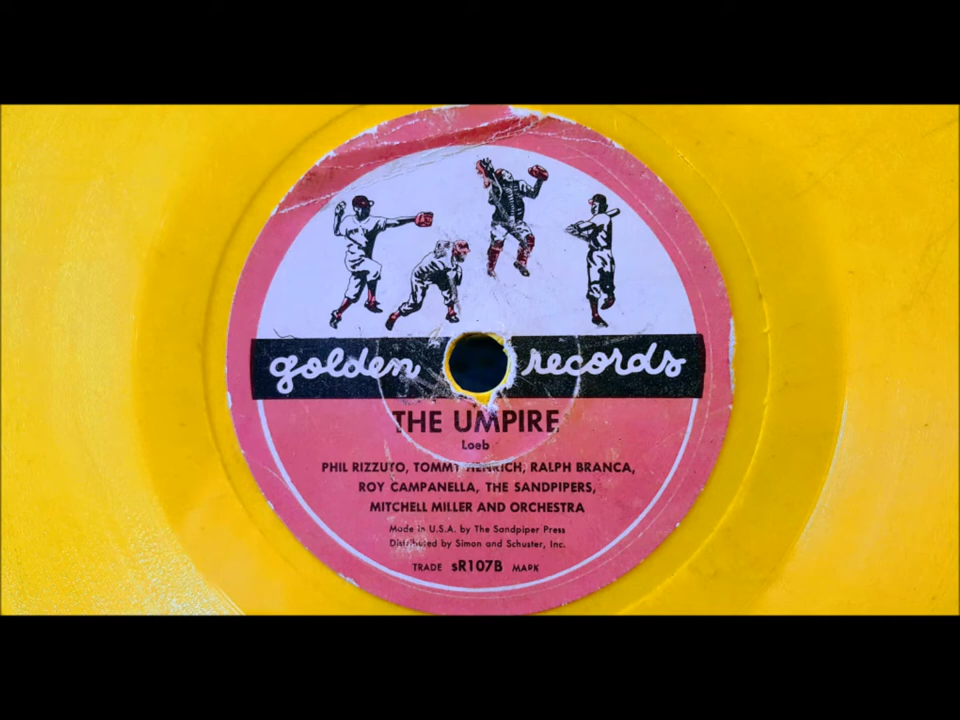 golden records
THE UMPIRE
Loeb
PHIL RIZZUTO, TOMMY HENRICH, RALPH BRANCA,
ROY CAMPANELLA, THE SANDPIPERS,
MITCHELL MILLER AND ORCHESTRA
Made in U.S.A. by The Sandpiper Press
Distributed by Simon and Schuster, Inc.
TRADE sR107B MARK